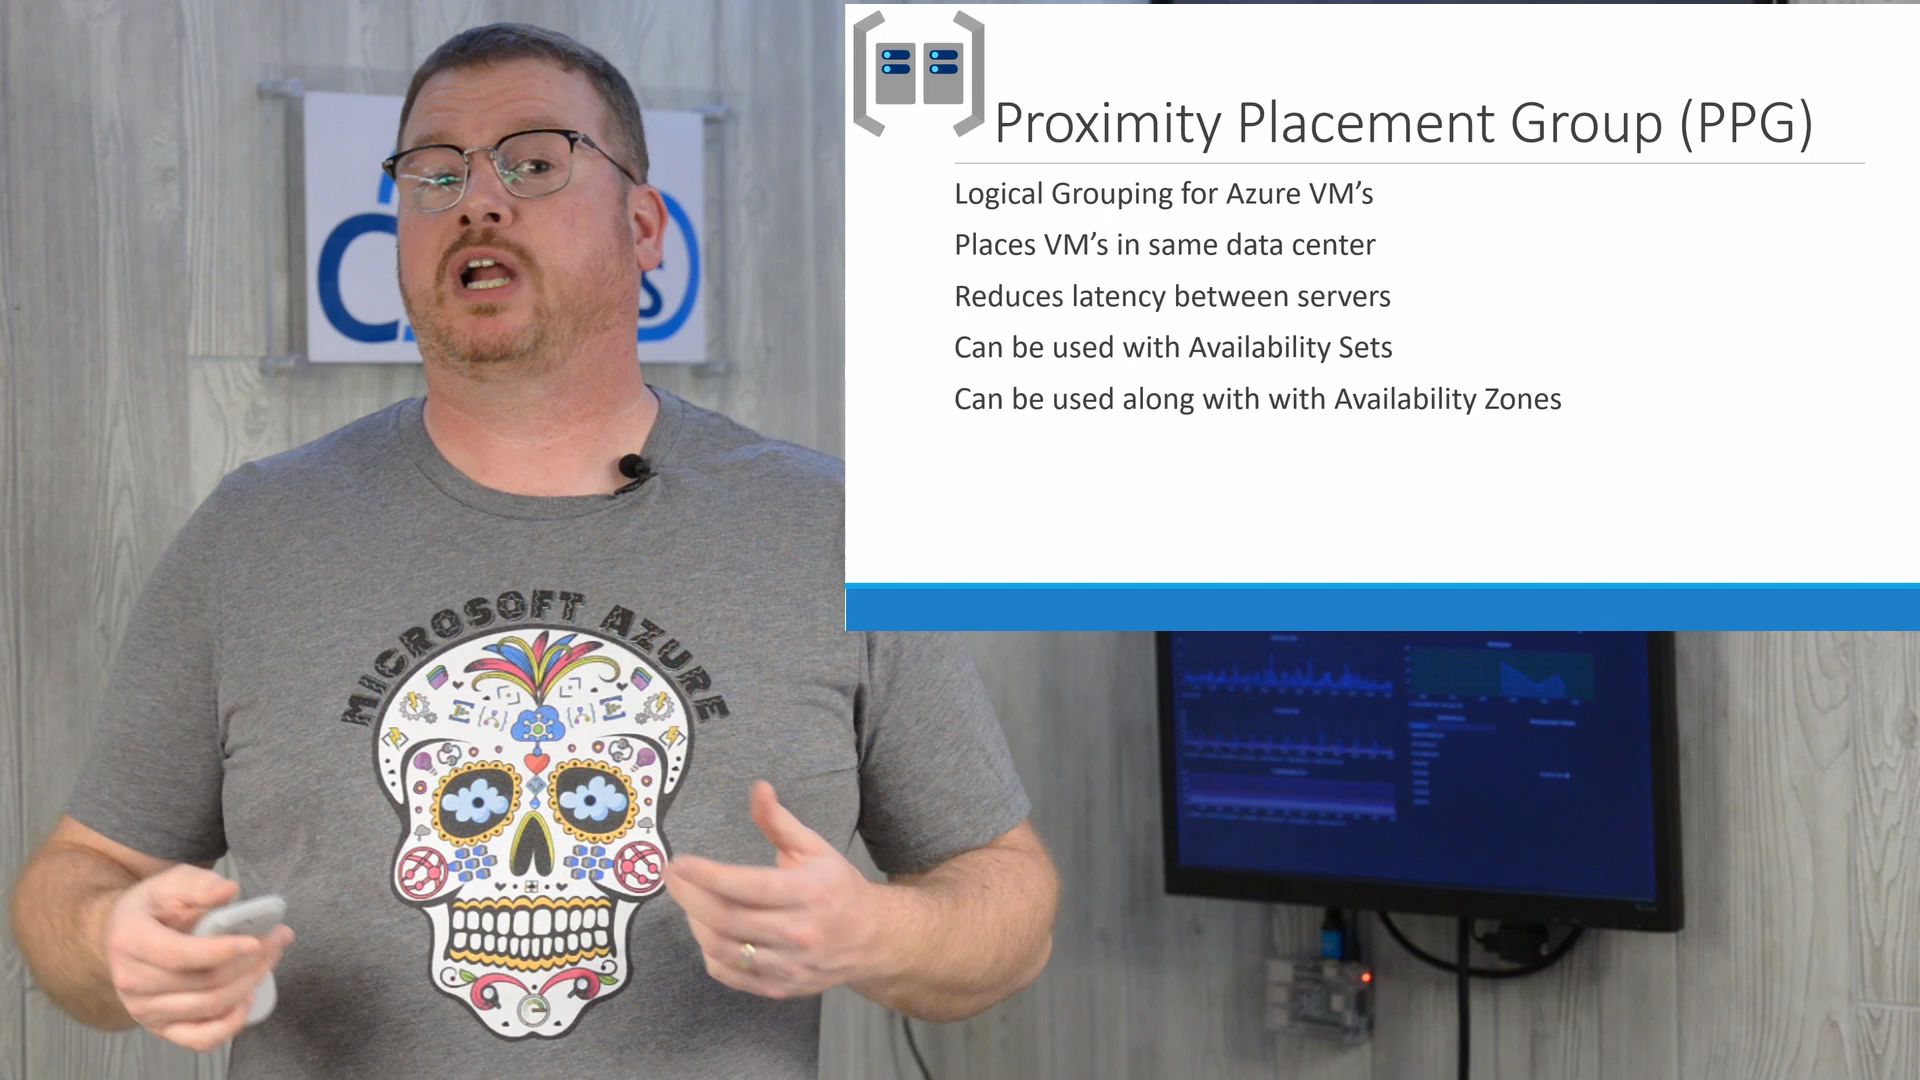 Proximity Placement Group (PPG)
Logical Grouping for Azure VM’s
Places VM’s in same data center
Reduces latency between servers
Can be used with Availability Sets
Can be used along with with Availability Zones
MICROSOFT AZURE